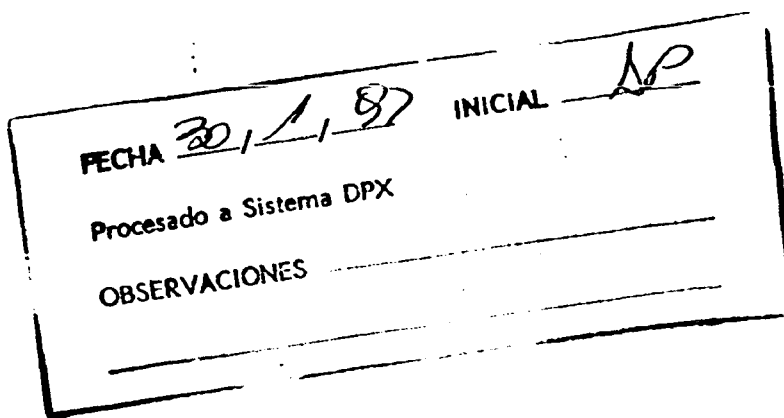 FECHA 30/1/87 INICIAL
Procesado a Sistema DPX
OBSERVACIONES